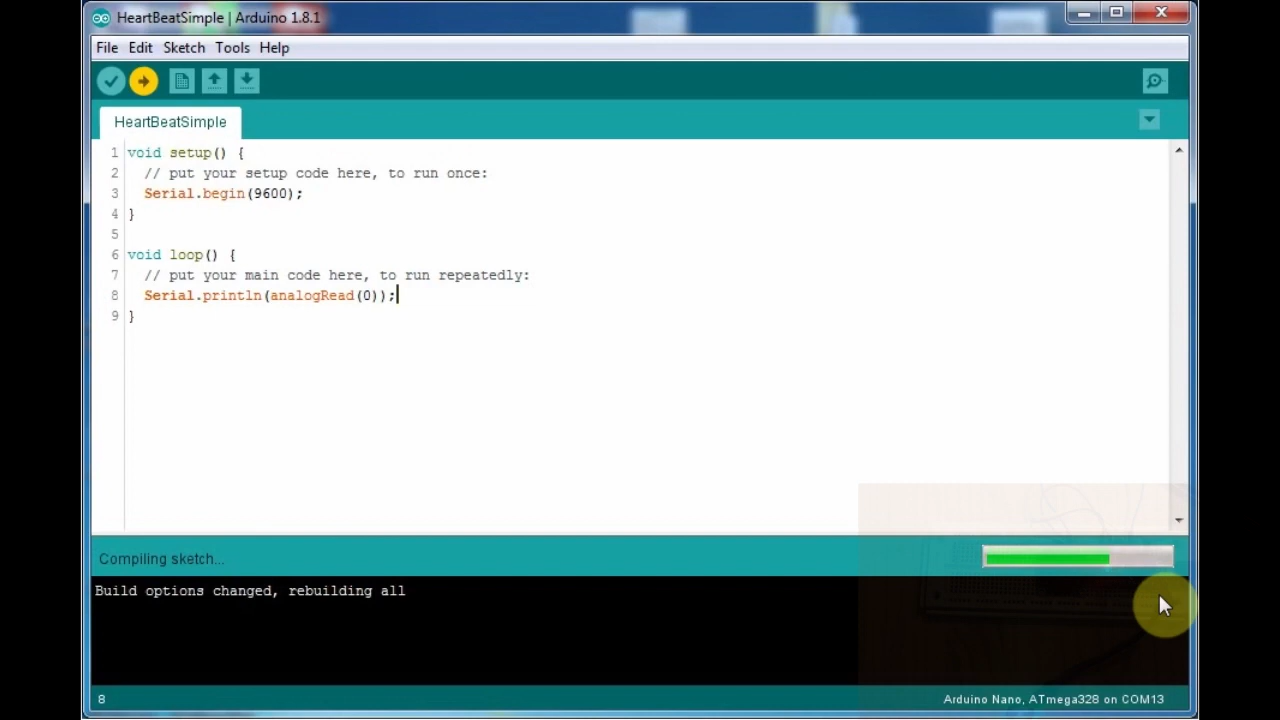 HeartBeatSimple | Arduino 1.8.1
File Edit Sketch Tools Help
HeartBeatSimple
1 void setup() {
2   // put your setup code here, to run once:
3   Serial.begin(9600);
4 }
5
6 void loop() {
7   // put your main code here, to run repeatedly:
8   Serial.println(analogRead(0));
9 }
Compiling sketch...
Build options changed, rebuilding all
8 Arduino Nano, ATmega328 on COM13